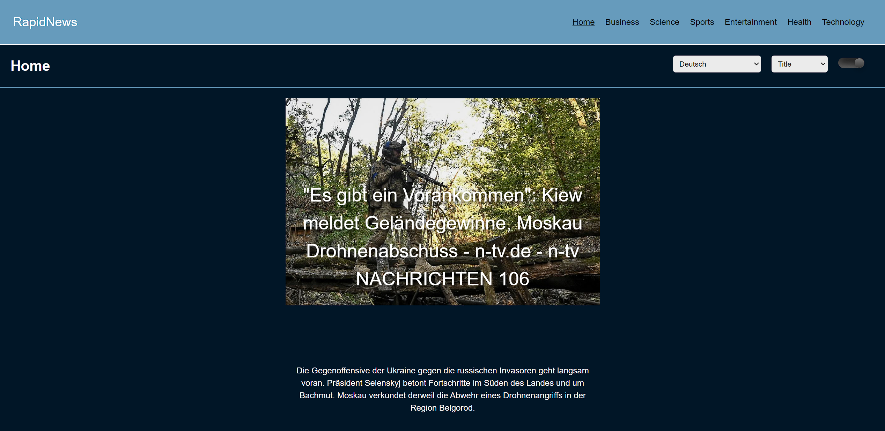 RapidNews
Home Business Science Sports Entertainment Health Technology
Home
Deutsch
Title
"Es gibt ein Vorankommen": Kiew
meldet Geländegewinne, Moskau
Drohnenabschuss - n-tv.de - n-tv
NACHRICHTEN 106
Die Gegenoffensive der Ukraine gegen die russischen Invasoren geht langsam
voran. Präsident Selenskyj betont Fortschritte im Süden des Landes und um
Bachmut. Moskau verkündet derweil die Abwehr eines Drohnenangriffs in der
Region Belgorod.